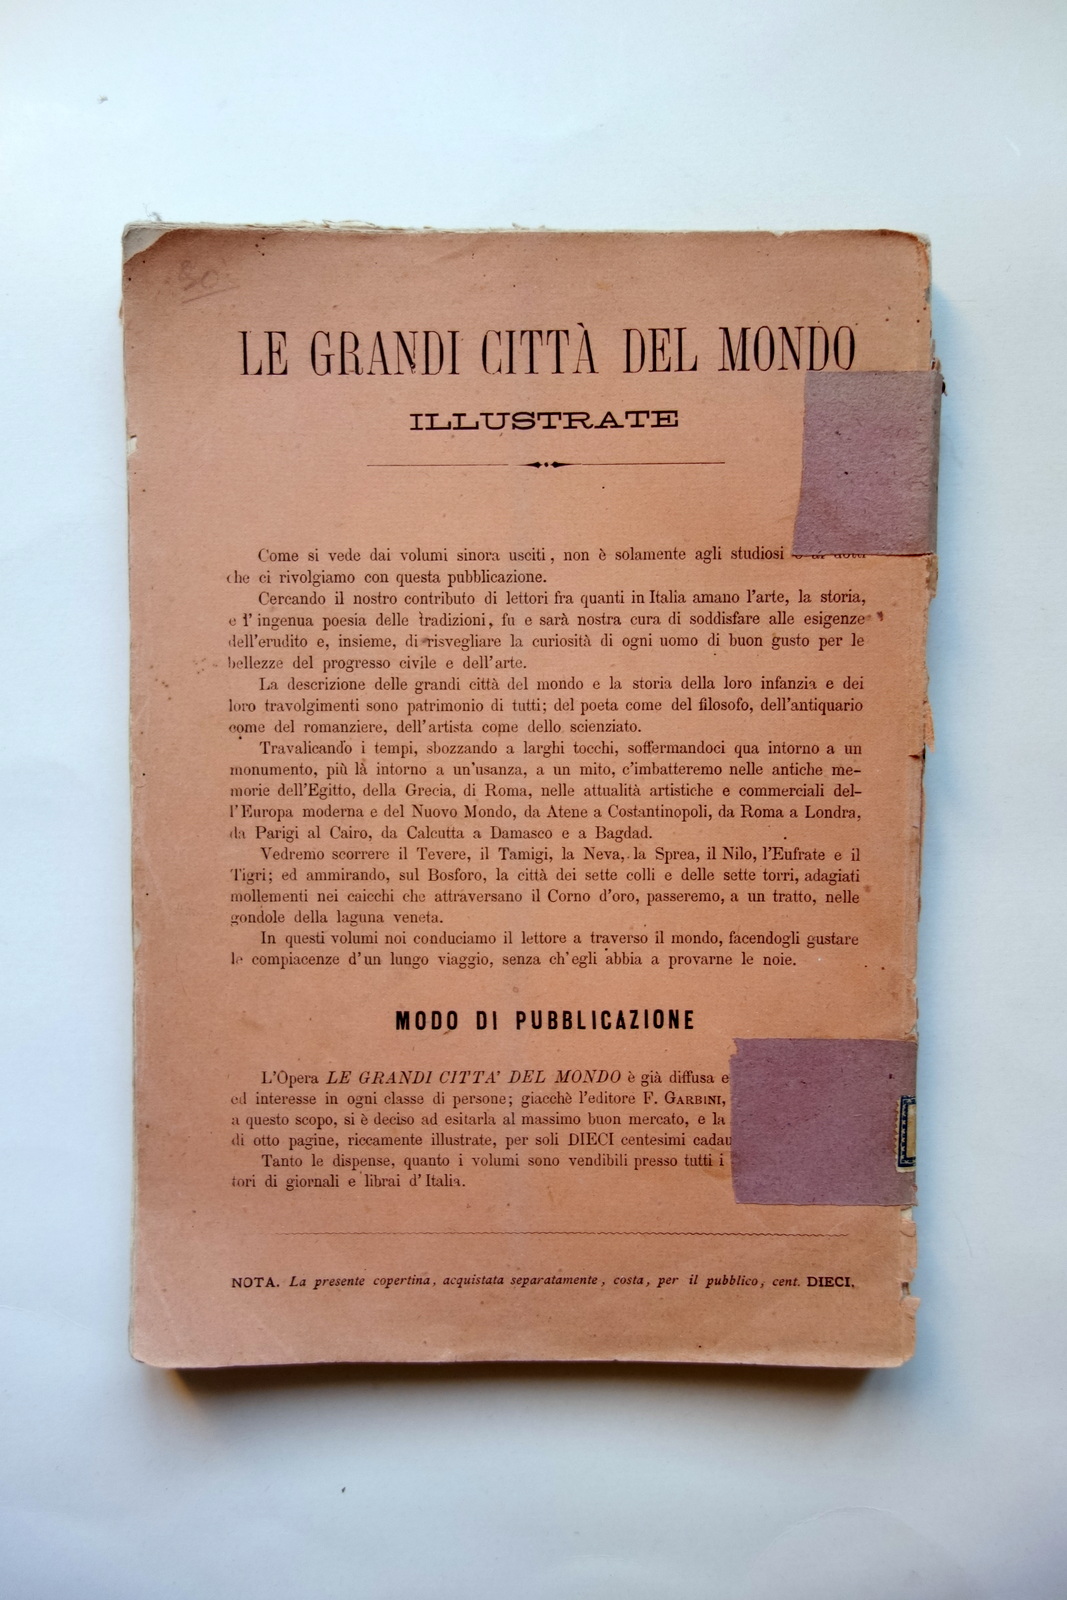 LE GRANDI CITTÀ DEL MONDO
ILLUSTRATE
Come si vede dai volumi sinora usciti, non è solamente agli studiosi
che ci rivolgiamo con questa pubblicazione.
Cercando il nostro contributo di lettori fra quanti in Italia amano l'arte, la storia,
e l'ingenua poesia delle tradizioni, fu e sarà nostra cura di soddisfare alle esigenze
dell'erudito e, insieme, di risvegliare la curiosità di ogni uomo di buon gusto per le
bellezze del progresso civile e dell'arte.
La descrizione delle grandi città del mondo e la storia della loro infanzia e dei
loro travolgimenti sono patrimonio di tutti; del poeta come del filosofo, dell'antiquario
come del romanziere, dell'artista come dello scienziato.
Travalicando i tempi, sbozzando a larghi tocchi, soffermandoci qua intorno a un
monumento, più là intorno a un'usanza, a un mito, c'imbatteremo nelle antiche me-
morie dell'Egitto, della Grecia, di Roma, nelle attualità artistiche e commerciali del-
l'Europa moderna e del Nuovo Mondo, da Atene a Costantinopoli, da Roma a Londra,
da Parigi al Cairo, da Calcutta a Damasco e a Bagdad.
Vedremo scorrere il Tevere, il Tamigi, la Neva, la Sprea, il Nilo, l'Eufrate e il
Tigri; ed ammirando, sul Bosforo, la città dei sette colli e delle sette torri, adagiati
mollementi nei caicchi che attraversano il Corno d'oro, passeremo, a un tratto, nelle
gondole della laguna veneta.
In questi volumi noi conduciamo il lettore a traverso il mondo, facendogli gustare
le compiacenze d'un lungo viaggio, senza ch'egli abbia a provarne le noie.
MODO DI PUBBLICAZIONE
L'Opera LE GRANDI CITTA' DEL MONDO è già diffusa e
ed interesse in ogni classe di persone; giacchè l'editore F. GARBINI,
a questo scopo, si è deciso ad esitarla al massimo buon mercato, e la
di otto pagine, riccamente illustrate, per soli DIECI centesimi
Tanto le dispense, quanto i volumi sono vendibili presso tutti i
tori di giornali e librai d'Italia.
NOTA. La presente copertina, acquistata separatamente, costa, per il pubblico, cent. DIECI.